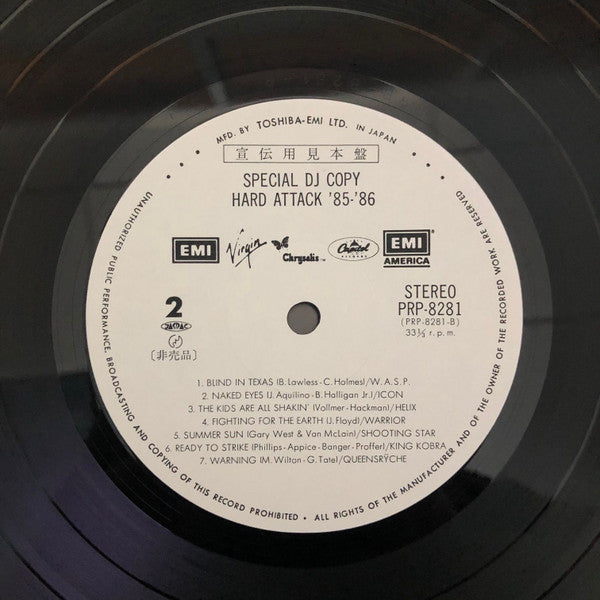 MFD. BY TOSHIBA-EMI LTD. IN JAPAN
宣伝用見本盤
SPECIAL DJ COPY
HARD ATTACK '85-'86
EMI
Virgin
Chrysalis
Capitol
RECORDS
EMI
AMERICA
2
〔非売品〕
STEREO
PRP-8281
(PRP-8281-B)
33⅓ r.p.m.
1. BLIND IN TEXAS (B. Lawless-C. Holmes)/W.A.S.P.
2. NAKED EYES (J. Aquilino-B. Halligan Jr.)/ICON
3. THE KIDS ARE ALL SHAKIN' (Vollmer-Hackman)/HELIX
4. FIGHTING FOR THE EARTH (J. Floyd)/WARRIOR
5. SUMMER SUN (Gary West & Van McLain)/SHOOTING STAR
6. READY TO STRIKE (Phillips-Appice-Banger-Profferl)/KING KOBRA
7. WARNING (M. Wilton-G. Tatel)/QUEENSRŸCHE
ALL RIGHTS OF THE MANUFACTURER AND OF THE OWNER OF THE RECORDED WORK ARE RESERVED
UNAUTHORIZED PUBLIC PERFORMANCE, BROADCASTING AND COPYING OF THIS RECORD PROHIBITED •